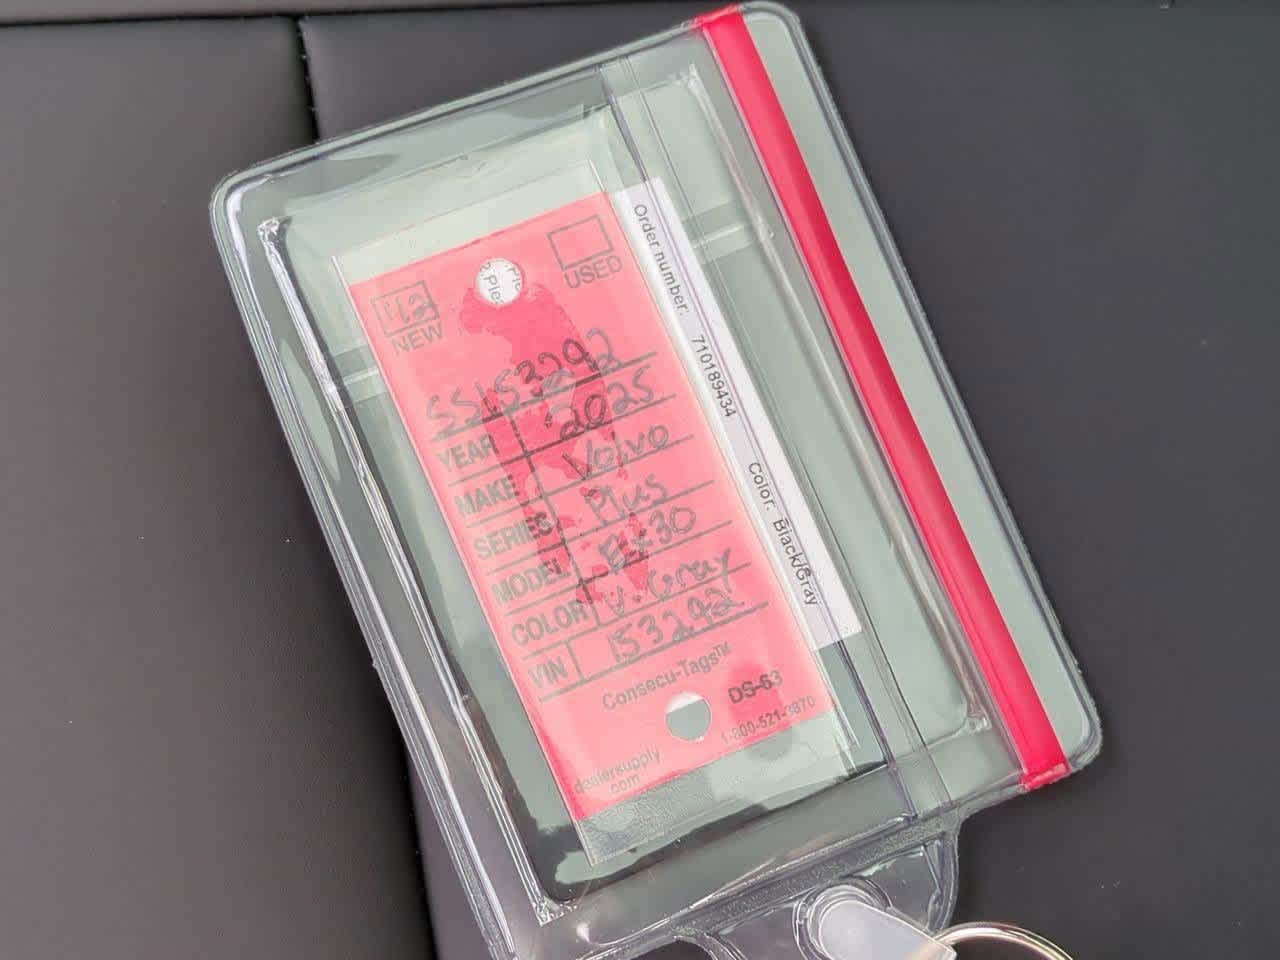 USED
NEW
SS153292
YEAR 2025
MAKE Volvo
SERIES Plus
MODEL EX30
COLOR V. Gray
VIN 153292
Consecu-Tags™
DS-63
dealersupply
.com
1-800-521-3870
Order number: 710189434 Color: Black/Gray